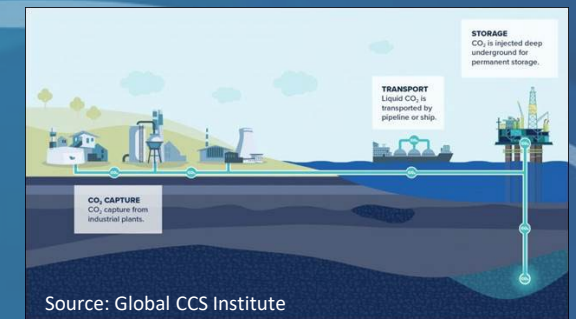 STORAGE
CO₂ is injected deep
underground for
permanent storage.
TRANSPORT
Liquid CO₂ is
transported by
pipeline or ship.
CO₂ CAPTURE
CO₂ capture from
industrial plants.
Source: Global CCS Institute